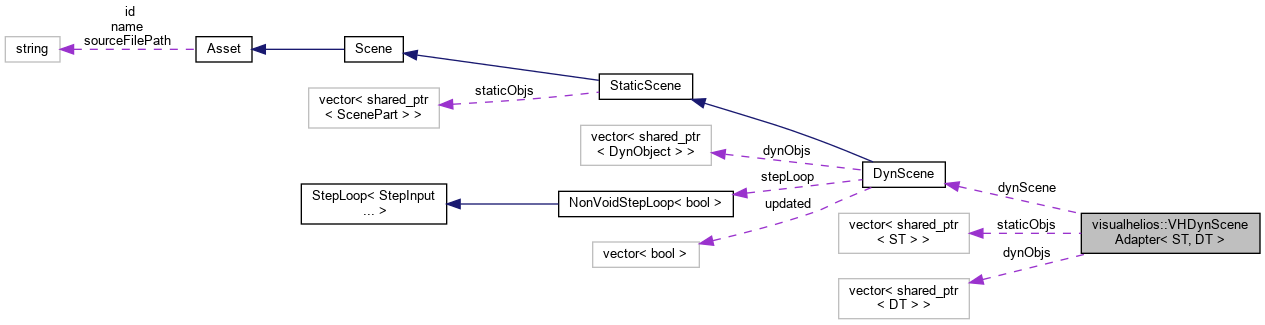 id
name
sourceFilePath
string
Asset
Scene
StaticScene
staticObjs
vector< shared_ptr
< ScenePart > >
vector< shared_ptr
< DynObject > >
dynObjs
DynScene
stepLoop
StepLoop< StepInput
... >
NonVoidStepLoop< bool >
updated
vector< bool >
dynScene
vector< shared_ptr
< ST > >
staticObjs
visualhelios::VHDynScene
Adapter< ST, DT >
dynObjs
vector< shared_ptr
< DT > >